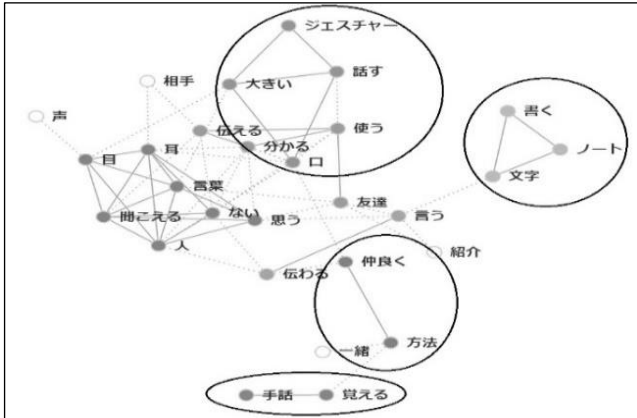 ジェスチャー
相手
大きい
話す
声
書く
伝える
使う
目
耳
分かる
ノート
口
文字
言葉
聞こえる
ない
思う
友達
言う
人
紹介
伝わる
仲良く
一緒
方法
手話
覚える